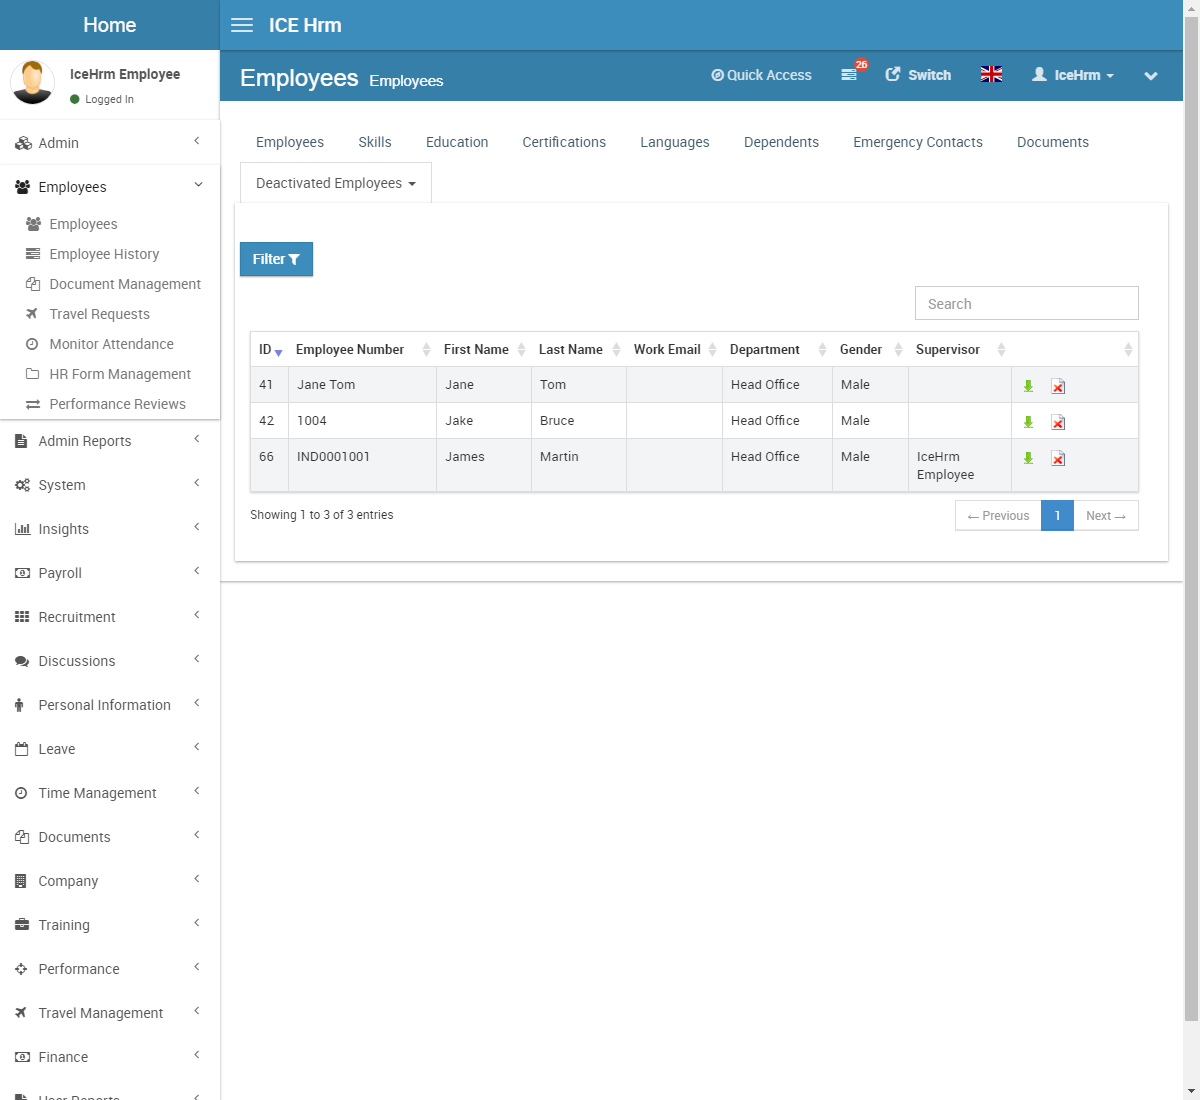 Home
ICE Hrm
IceHrm Employee
Logged In
Employees Employees
Quick Access
26
Switch
IceHrm
Admin
Employees
Employees
Employee History
Document Management
Travel Requests
Monitor Attendance
HR Form Management
Performance Reviews
Admin Reports
System
Insights
Payroll
Recruitment
Discussions
Personal Information
Leave
Time Management
Documents
Company
Training
Performance
Travel Management
Finance
User Reports
Employees Skills Education Certifications Languages Dependents Emergency Contacts Documents
Deactivated Employees
Filter
Search
ID Employee Number First Name Last Name Work Email Department Gender Supervisor
41 Jane Tom Jane Tom Head Office Male
42 1004 Jake Bruce Head Office Male
66 IND0001001 James Martin Head Office Male IceHrm
Employee
Showing 1 to 3 of 3 entries
← Previous 1 Next →